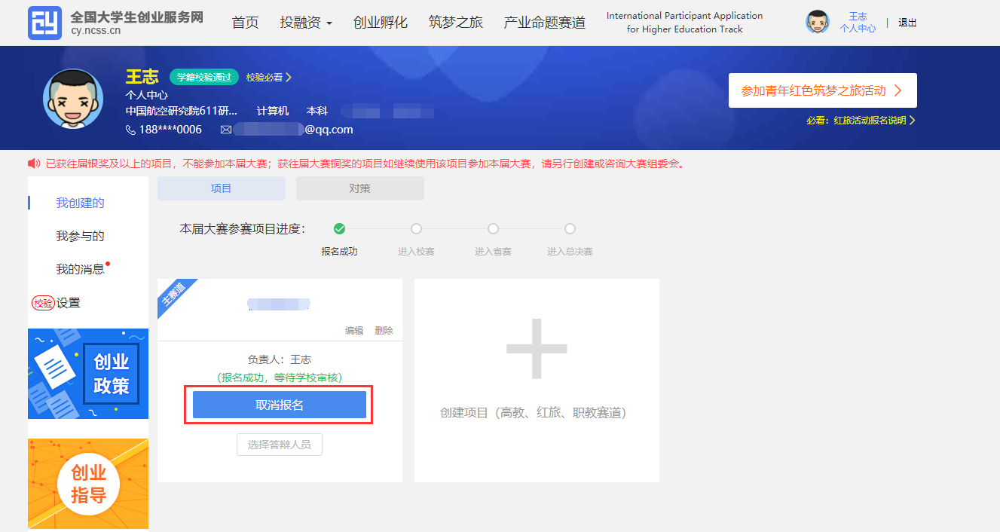 全国大学生创业服务网
cy.ncss.cn
首页
投融资
创业孵化
筑梦之旅
产业命题赛道
International Participant Application
for Higher Education Track
王志
个人中心
|
退出
王志
学籍校验通过
校验必看
个人中心
中国航空研究院611研...
计算机
本科
188****0006
@qq.com
参加青年红色筑梦之旅活动
必看：红旅活动报名说明
已获往届银奖及以上的项目，不能参加本届大赛；获往届大赛铜奖的项目如继续使用该项目参加本届大赛，请另行创建或咨询大赛组委会。
我创建的
我参与的
我的消息
校验
设置
创业
政策
创业
指导
项目
对策
本届大赛参赛项目进度：
报名成功
进入校赛
进入省赛
进入总决赛
主赛道
编辑
删除
负责人：王志
（报名成功，等待学校审核）
取消报名
选择答辩人员
创建项目（高教、红旅、职教赛道）